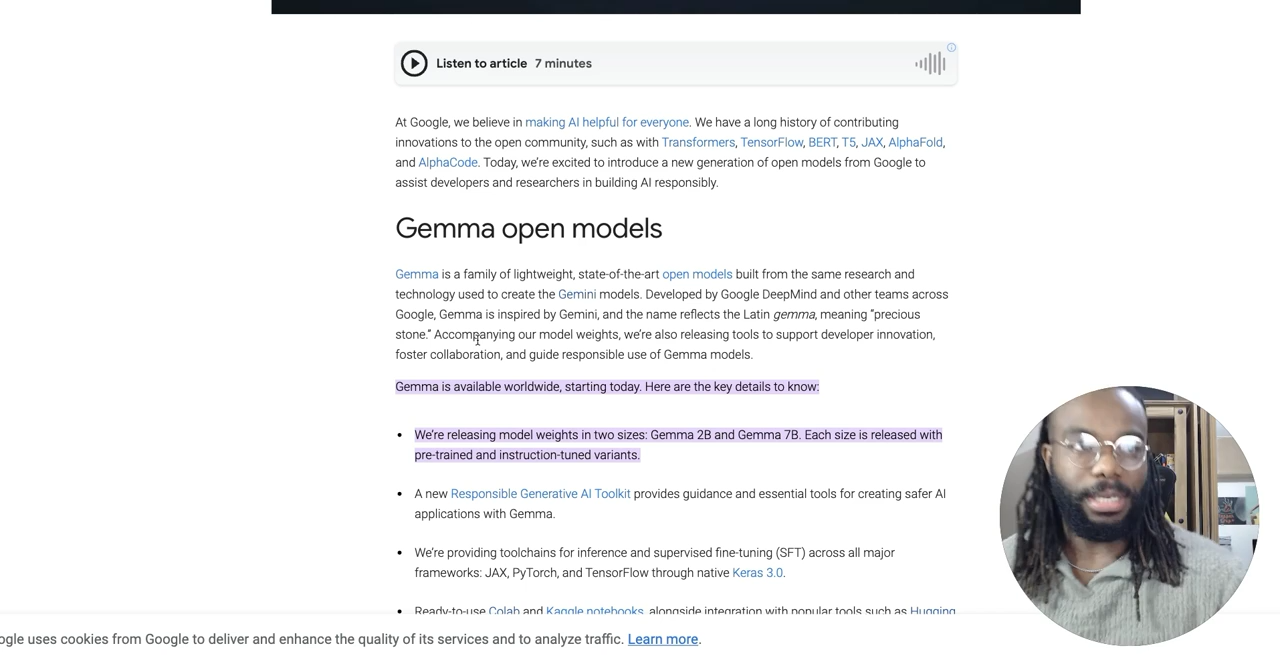 Listen to article 7 minutes
At Google, we believe in making AI helpful for everyone. We have a long history of contributing
innovations to the open community, such as with Transformers, TensorFlow, BERT, T5, JAX, AlphaFold,
and AlphaCode. Today, we’re excited to introduce a new generation of open models from Google to
assist developers and researchers in building AI responsibly.
Gemma open models
Gemma is a family of lightweight, state-of-the-art open models built from the same research and
technology used to create the Gemini models. Developed by Google DeepMind and other teams across
Google, Gemma is inspired by Gemini, and the name reflects the Latin gemma, meaning “precious
stone.” Accompanying our model weights, we’re also releasing tools to support developer innovation,
foster collaboration, and guide responsible use of Gemma models.
Gemma is available worldwide, starting today. Here are the key details to know:
• We’re releasing model weights in two sizes: Gemma 2B and Gemma 7B. Each size is released with
pre-trained and instruction-tuned variants.
• A new Responsible Generative AI Toolkit provides guidance and essential tools for creating safer AI
applications with Gemma.
• We’re providing toolchains for inference and supervised fine-tuning (SFT) across all major
frameworks: JAX, PyTorch, and TensorFlow through native Keras 3.0.
• Ready-to-use Colab and Kaggle notebooks, alongside integration with popular tools such as Hugging
ogle uses cookies from Google to deliver and enhance the quality of its services and to analyze traffic. Learn more.